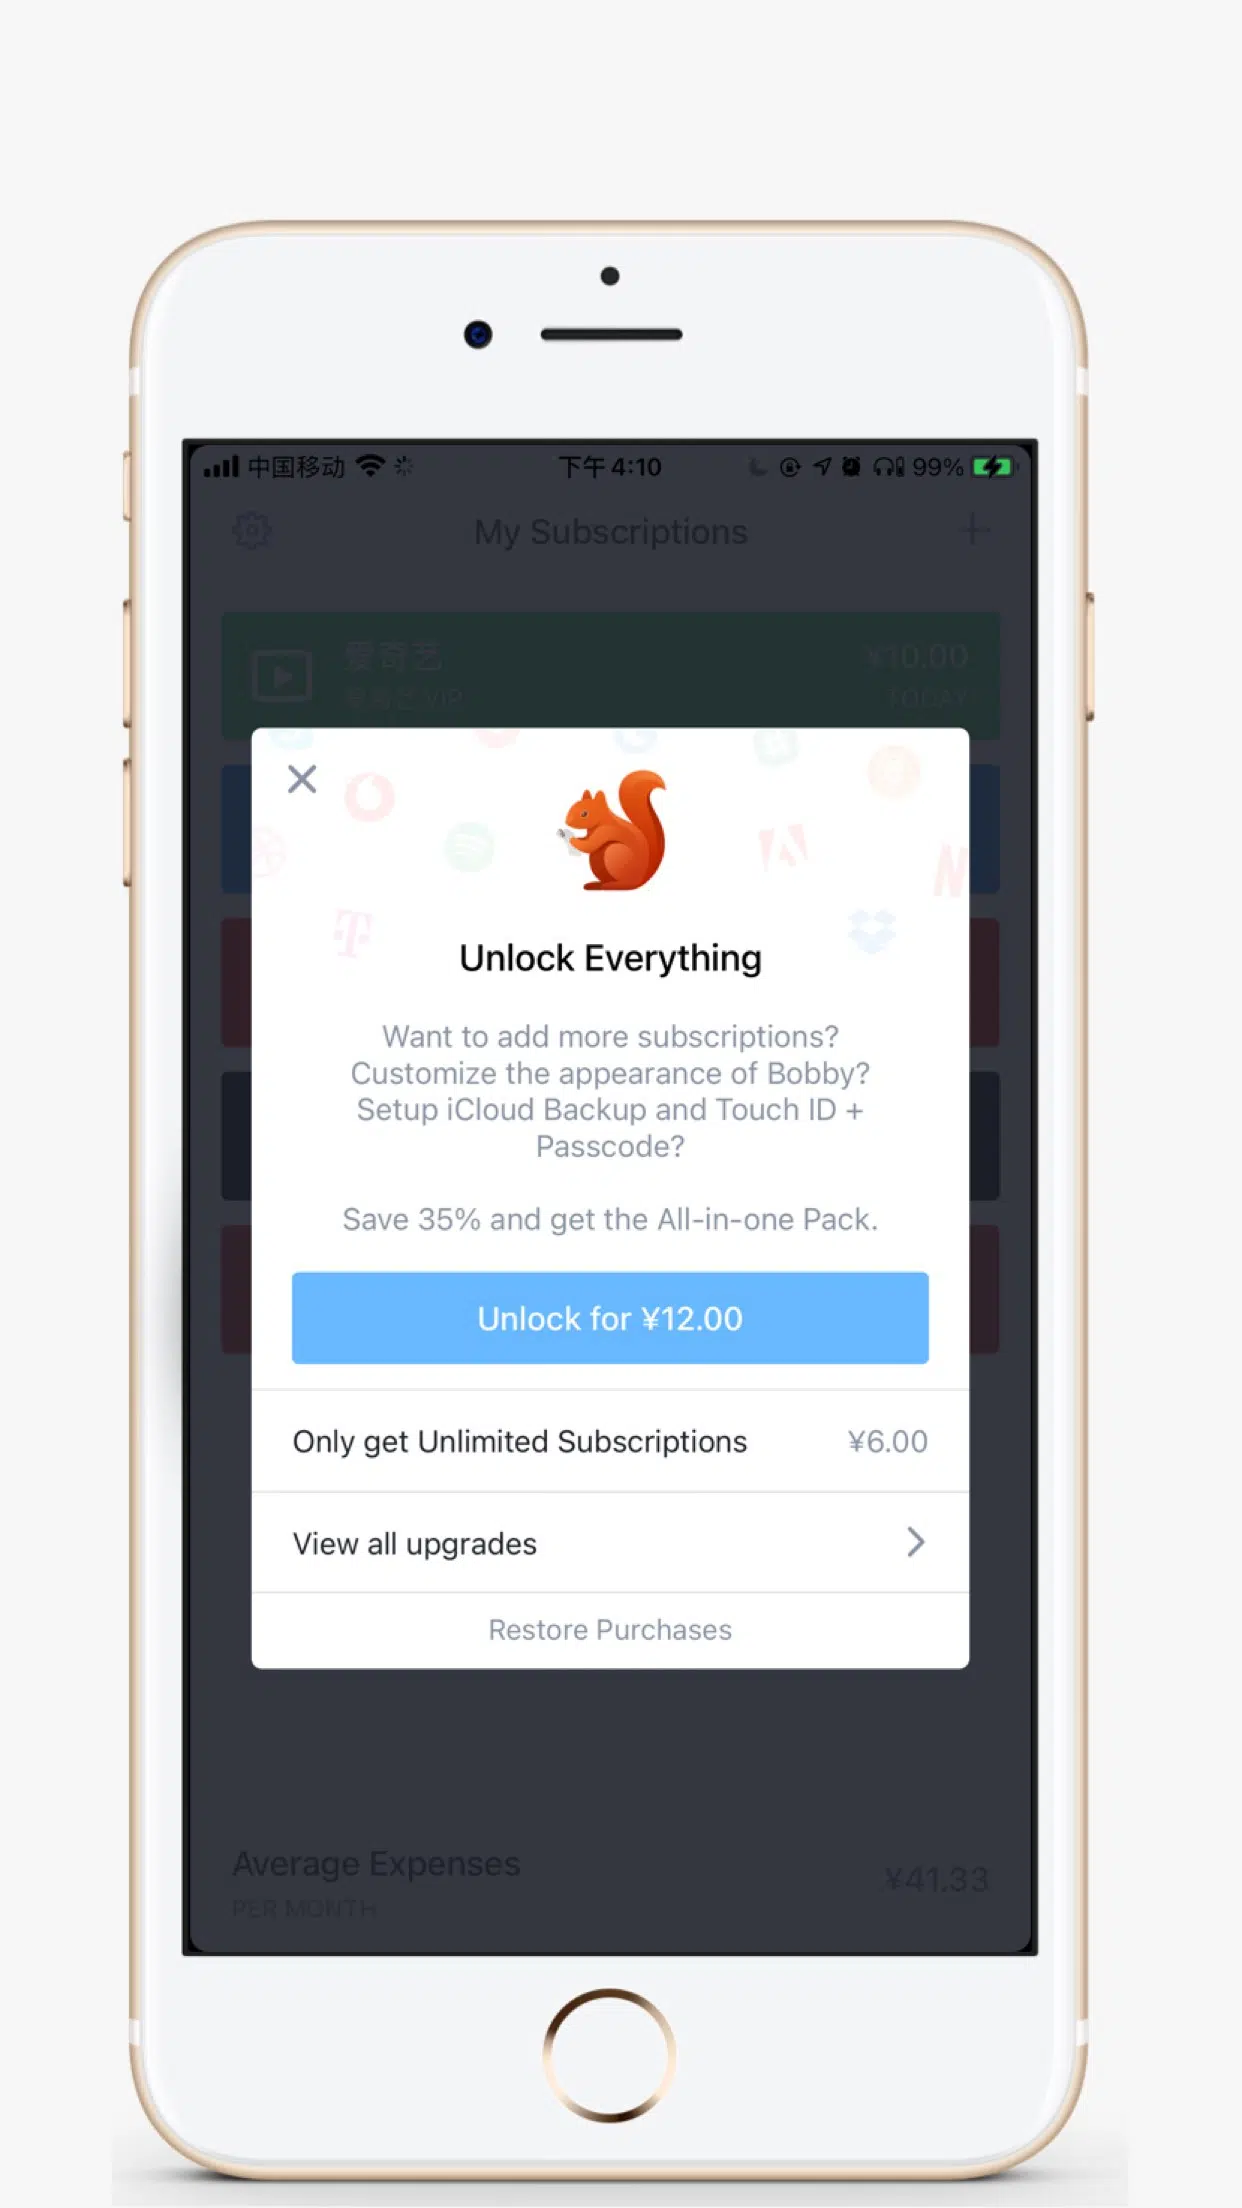 中国移动
下午 4:10
99%
My Subscriptions
爱奇艺
¥10.00
爱奇艺 VIP
TODAY
Unlock Everything
Want to add more subscriptions?
Customize the appearance of Bobby?
Setup iCloud Backup and Touch ID +
Passcode?
Save 35% and get the All-in-one Pack.
Unlock for ¥12.00
Only get Unlimited Subscriptions
¥6.00
View all upgrades
Restore Purchases
Average Expenses
¥41.33
PER MONTH